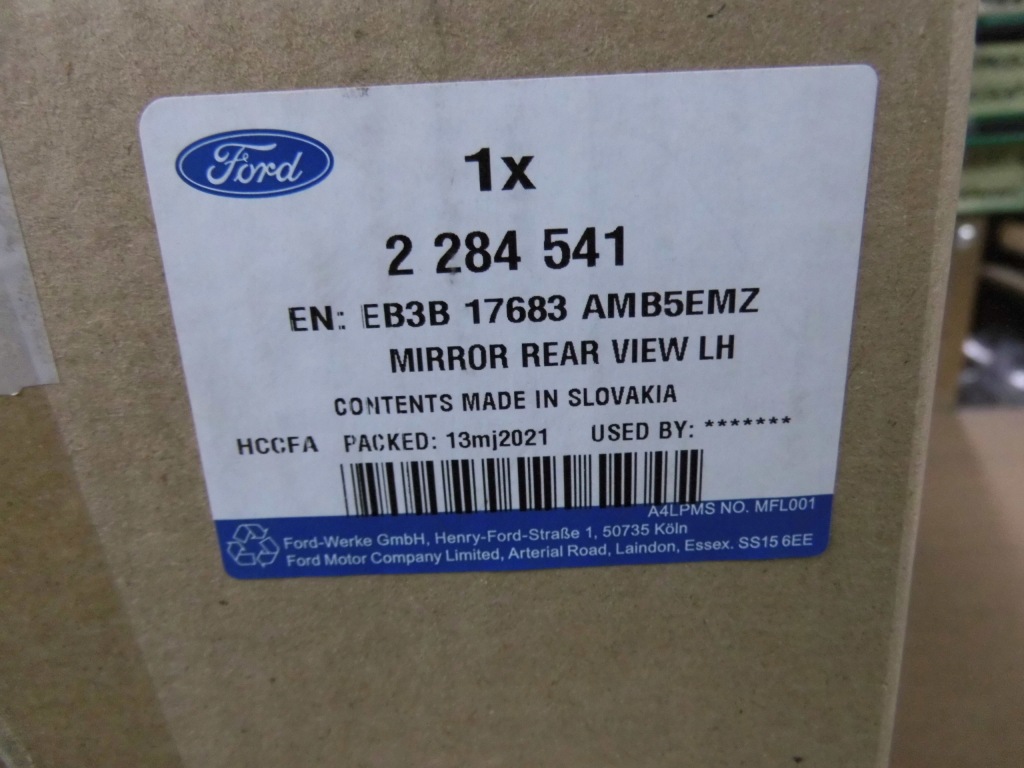 Ford
1x
2 284 541
EN: EB3B 17683 AMB5EMZ
MIRROR REAR VIEW LH
CONTENTS MADE IN SLOVAKIA
HCCFA PACKED: 13mj2021 USED BY: *******
A4LPMS NO. MFL001
Ford-Werke GmbH, Henry-Ford-Straße 1, 50735 Köln
Ford Motor Company Limited, Arterial Road, Laindon, Essex. SS15 6EE